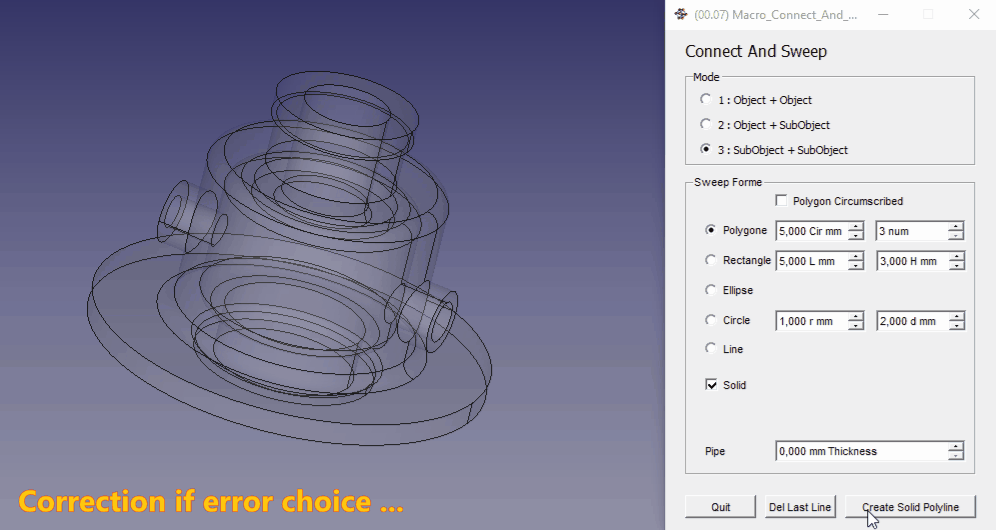 (00.07) Macro_Connect_And_...
Connect And Sweep
Mode
1 : Object + Object
2 : Object + SubObject
3 : SubObject + SubObject
Sweep Forme
Polygon Circumscribed
Polygone 5,000 Cir mm 3 num
Rectangle 5,000 L mm 3,000 H mm
Ellipse
Circle 1,000 r mm 2,000 d mm
Line
Solid
Pipe 0,000 mm Thickness
Quit Del Last Line Create Solid Polyline
Correction if error choice ...